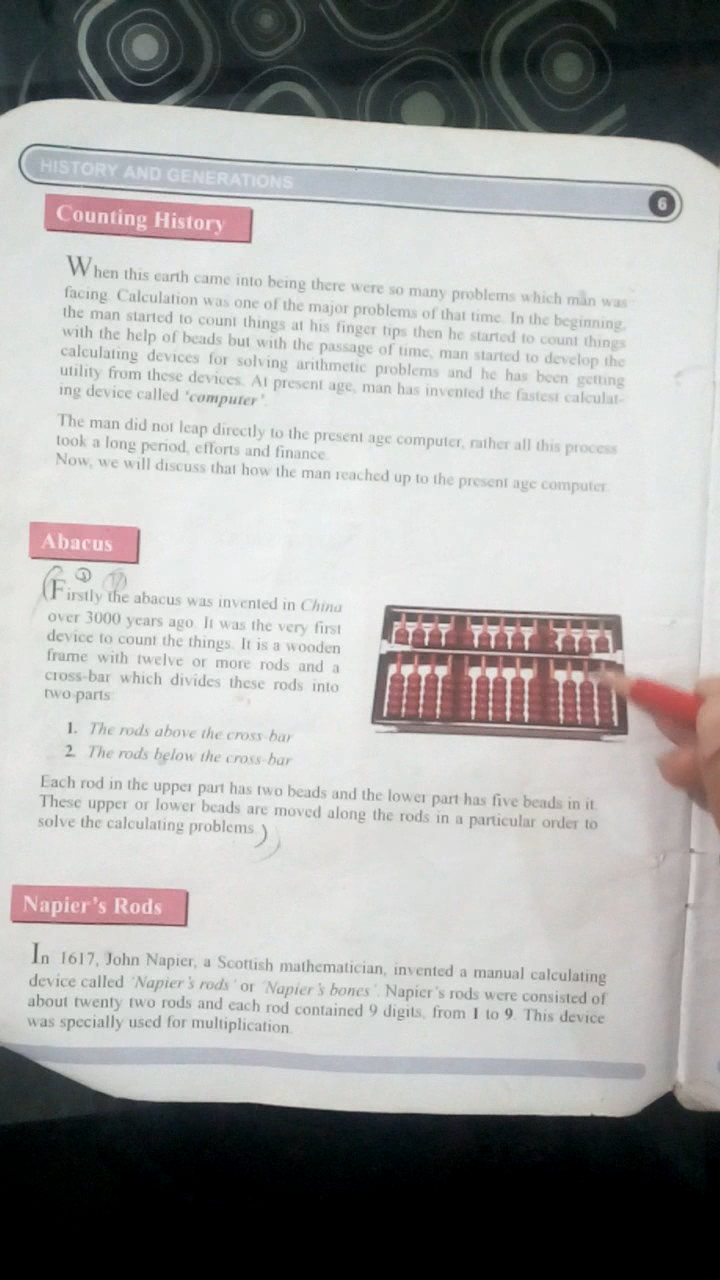 HISTORY AND GENERATIONS
6
Counting History
When this earth came into being there were so many problems which man was
facing. Calculation was one of the major problems of that time. In the beginning,
the man started to count things at his finger tips then he started to count things
with the help of beads but with the passage of time, man started to develop the
calculating devices for solving arithmetic problems and he has been getting
utility from these devices. At present age, man has invented the fastest calculat-
ing device called 'computer'.
The man did not leap directly to the present age computer, rather all this process
took a long period, efforts and finance.
Now, we will discuss that how the man reached up to the present age computer.
Abacus
Firstly the abacus was invented in China
over 3000 years ago. It was the very first
device to count the things. It is a wooden
frame with twelve or more rods and a
cross-bar which divides these rods into
two parts:
1. The rods above the cross-bar
2. The rods below the cross-bar
Each rod in the upper part has two beads and the lower part has five beads in it.
These upper or lower beads are moved along the rods in a particular order to
solve the calculating problems.)
Napier's Rods
In 1617, John Napier, a Scottish mathematician, invented a manual calculating
device called 'Napier's rods' or 'Napier's bones'. Napier's rods were consisted of
about twenty two rods and each rod contained 9 digits, from 1 to 9. This device
was specially used for multiplication.